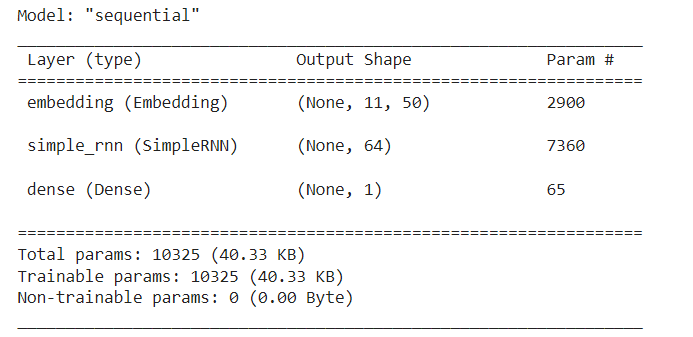 Model: "sequential"
_________________________________________________________________
Layer (type) Output Shape Param #
=================================================================
embedding (Embedding) (None, 11, 50) 2900
simple_rnn (SimpleRNN) (None, 64) 7360
dense (Dense) (None, 1) 65
=================================================================
Total params: 10325 (40.33 KB)
Trainable params: 10325 (40.33 KB)
Non-trainable params: 0 (0.00 Byte)
_________________________________________________________________